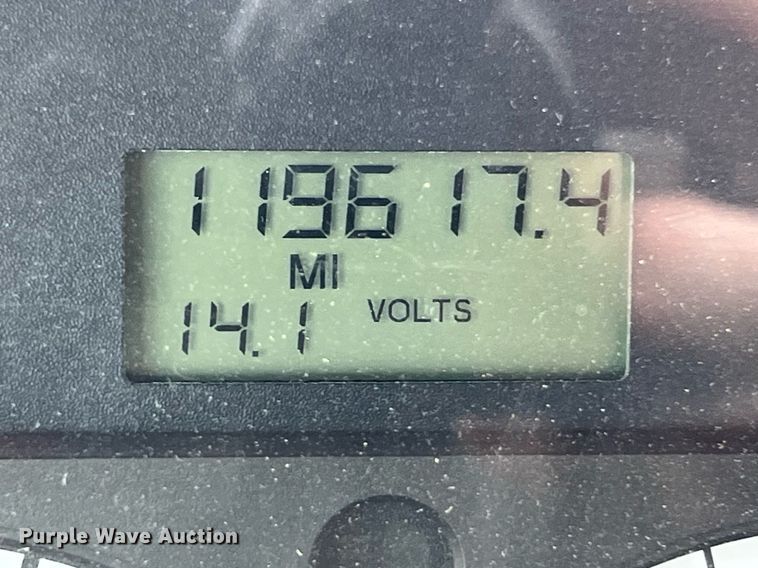 119617.4
MI
14.1 VOLTS
Purple Wave Auction